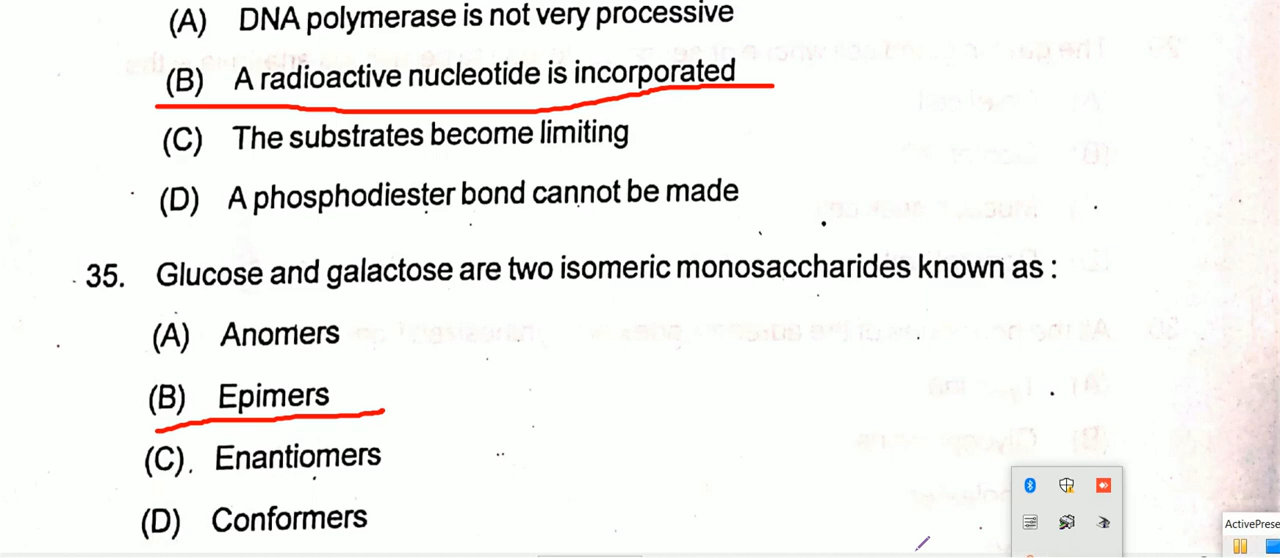 (A) DNA polymerase is not very processive
(B) A radioactive nucleotide is incorporated
(C) The substrates become limiting
(D) A phosphodiester bond cannot be made
35. Glucose and galactose are two isomeric monosaccharides known as :
(A) Anomers
(B) Epimers
(C). Enantiomers
(D) Conformers
ActivePrese